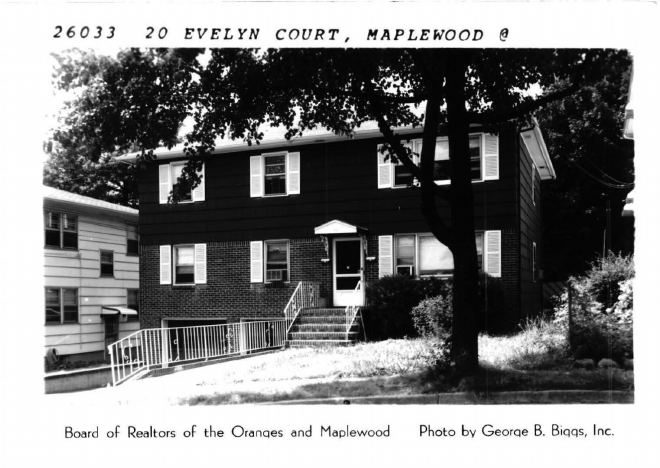 26033 20 EVELYN COURT, MAPLEWOOD @
Board of Realtors of the Oranges and Maplewood Photo by George B. Biggs, Inc.